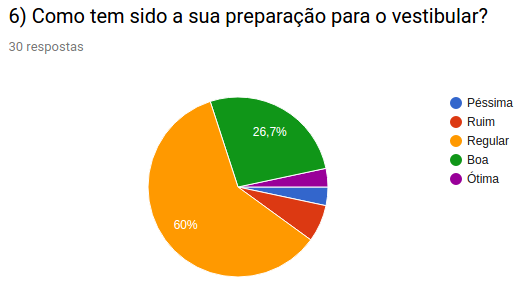 6) Como tem sido a sua preparação para o vestibular?
30 respostas
26,7%
60%
Péssima
Ruim
Regular
Boa
Ótima